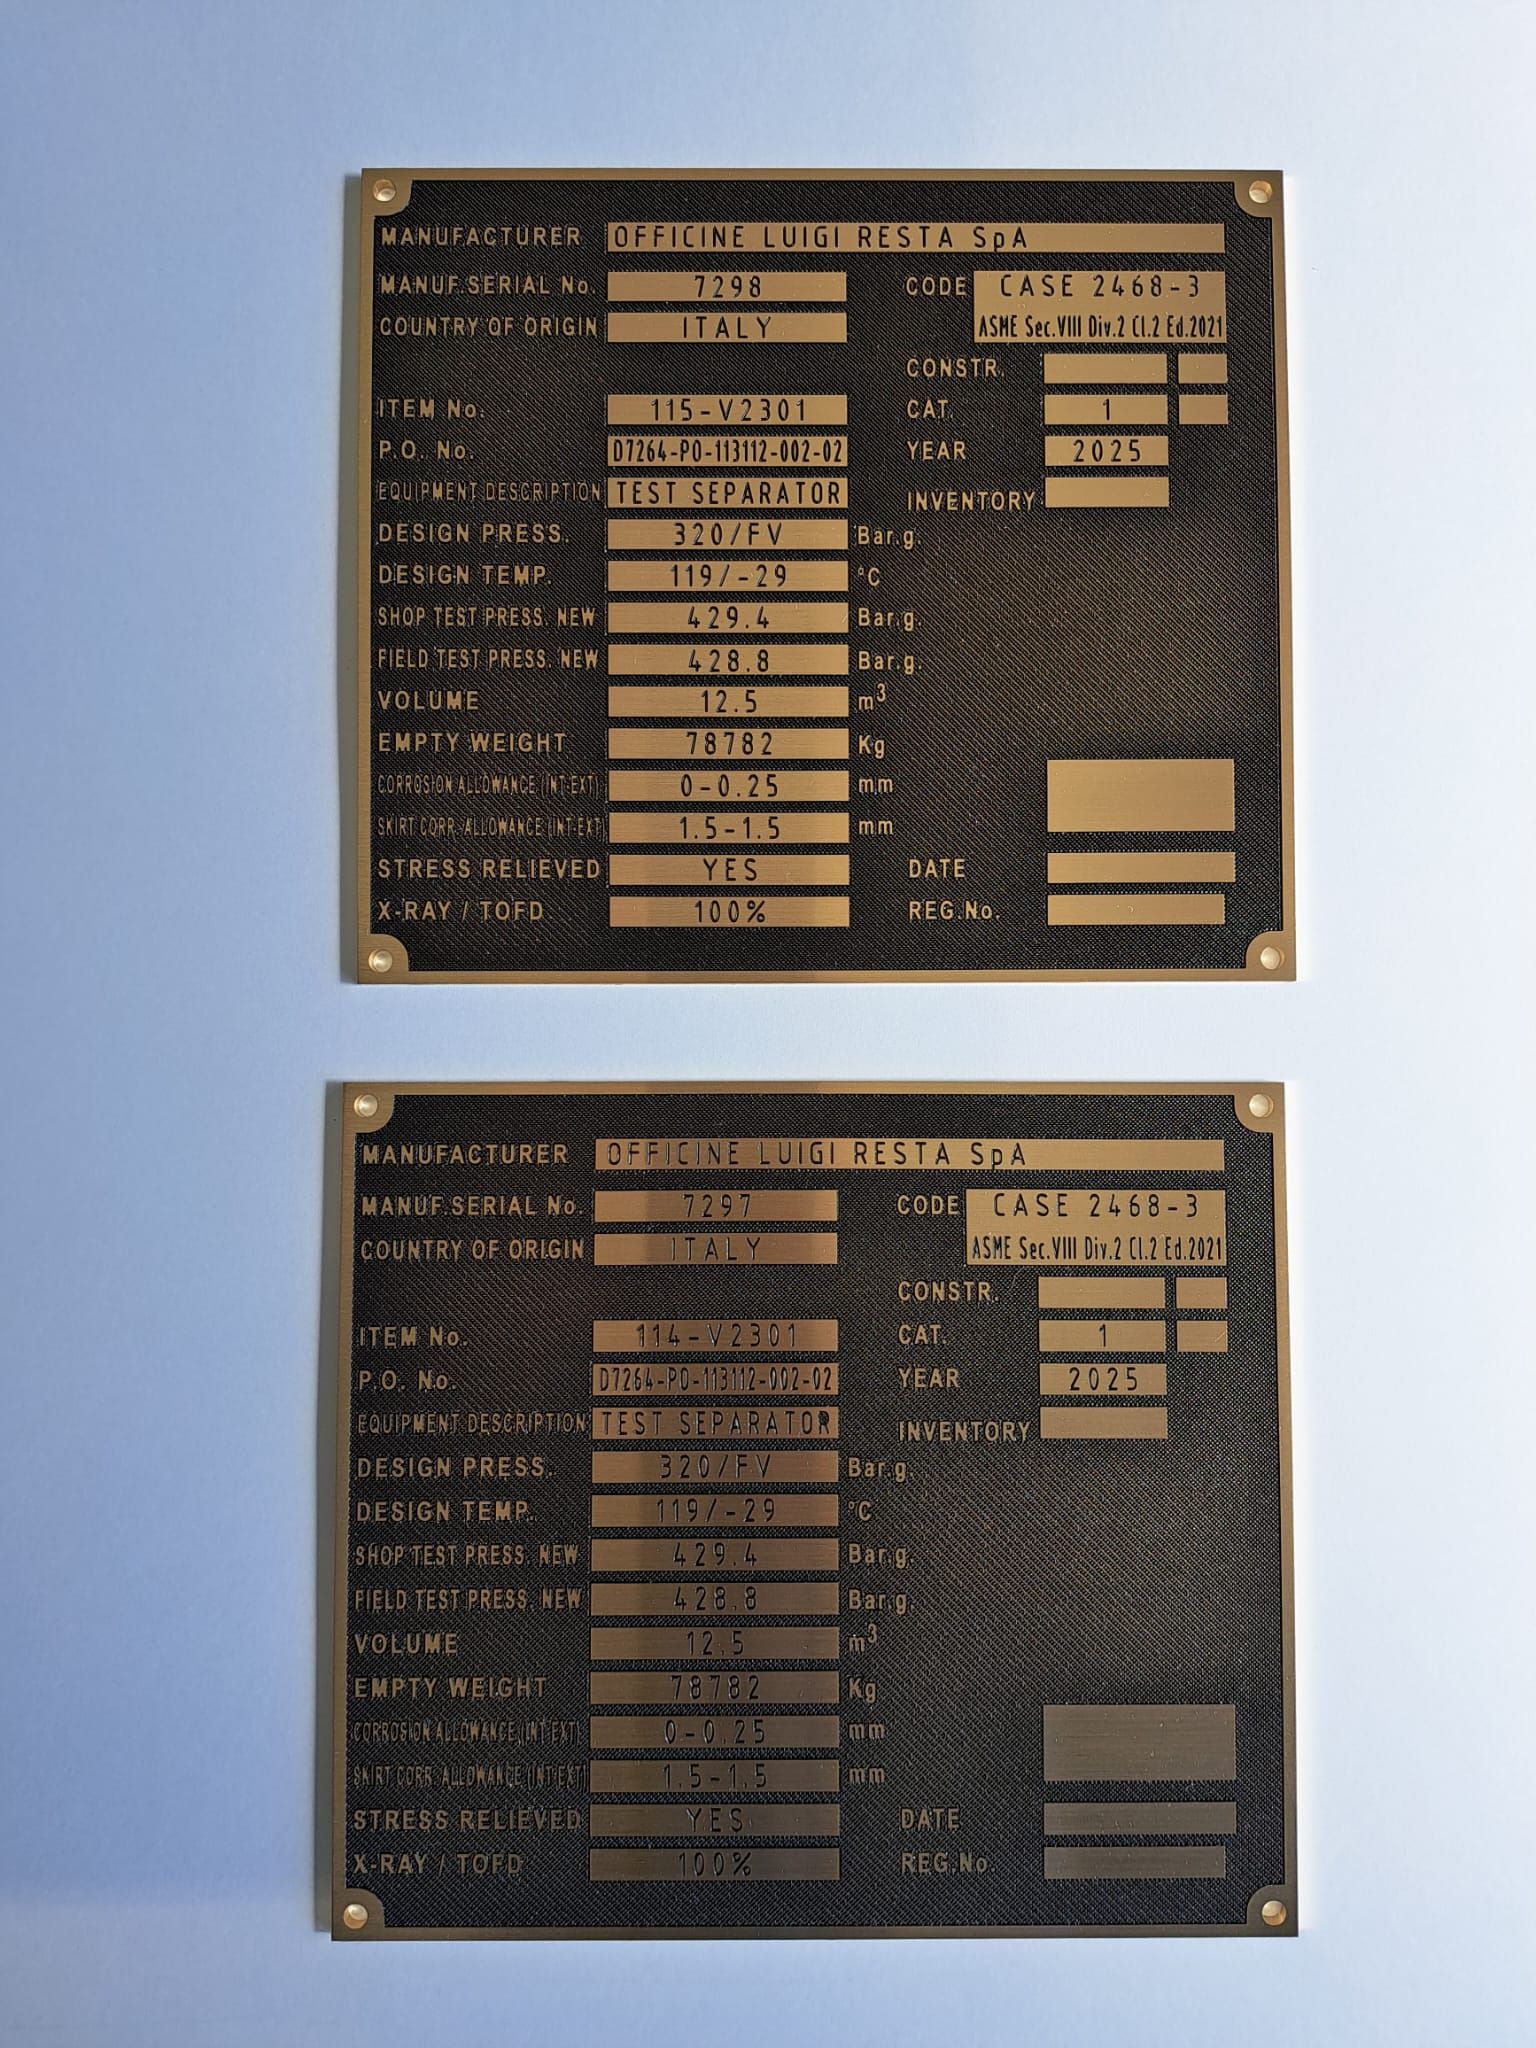 MANUFACTURER OFFICINE LUIGI RESTA SpA
MANUF.SERIAL No. 7298 CODE CASE 2468-3
COUNTRY OF ORIGIN ITALY ASME Sec.VIII Div.2 Cl.2 Ed.2021
CONSTR.
ITEM No. 115-V2301 CAT. 1
P.O. No. D7264-PO-113112-002-02 YEAR 2025
EQUIPMENT DESCRIPTION TEST SEPARATOR INVENTORY
DESIGN PRESS. 320/FV Bar.g.
DESIGN TEMP. 119/-29 °C
SHOP TEST PRESS. NEW 429.4 Bar.g.
FIELD TEST PRESS. NEW 428.8 Bar.g.
VOLUME 12.5 m³
EMPTY WEIGHT 78782 Kg
CORROSION ALLOWANCE (INT-EXT) 0-0.25 mm
SKIRT CORR. ALLOWANCE (INT-EXT) 1.5-1.5 mm
STRESS RELIEVED YES DATE
X-RAY / TOFD 100% REG.No.
MANUFACTURER OFFICINE LUIGI RESTA SpA
MANUF.SERIAL No. 7297 CODE CASE 2468-3
COUNTRY OF ORIGIN ITALY ASME Sec.VIII Div.2 Cl.2 Ed.2021
CONSTR.
ITEM No. 114-V2301 CAT. 1
P.O. No. D7264-PO-113112-002-02 YEAR 2025
EQUIPMENT DESCRIPTION TEST SEPARATOR INVENTORY
DESIGN PRESS. 320/FV Bar.g.
DESIGN TEMP. 119/-29 °C
SHOP TEST PRESS. NEW 429.4 Bar.g.
FIELD TEST PRESS. NEW 428.8 Bar.g.
VOLUME 12.5 m³
EMPTY WEIGHT 78782 Kg
CORROSION ALLOWANCE (INT-EXT) 0-0.25 mm
SKIRT CORR. ALLOWANCE (INT-EXT) 1.5-1.5 mm
STRESS RELIEVED YES DATE
X-RAY / TOFD 100% REG.No.